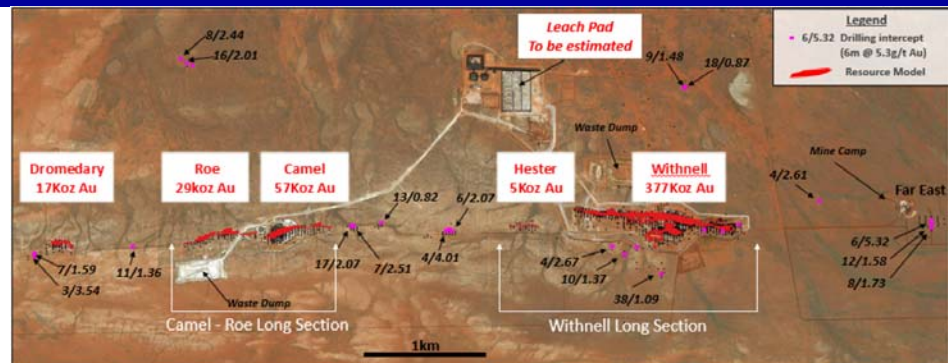 8/2.44
16/2.01
Leach Pad
To be estimated
9/1.48
18/0.87
Legend
6/5.32 Drilling intercept
(6m @ 5.3g/t Au)
Resource Model
Waste Dump
Mine Camp
Dromedary
17Koz Au
Roe
29koz Au
Camel
57Koz Au
Hester
5Koz Au
Withnell
377Koz Au
4/2.61
Far East
13/0.82
6/2.07
7/1.59
3/3.54
11/1.36
17/2.07
7/2.51
4/4.01
4/2.67
10/1.37
38/1.09
6/5.32
12/1.58
8/1.73
Waste Dump
Camel - Roe Long Section
Withnell Long Section
1km